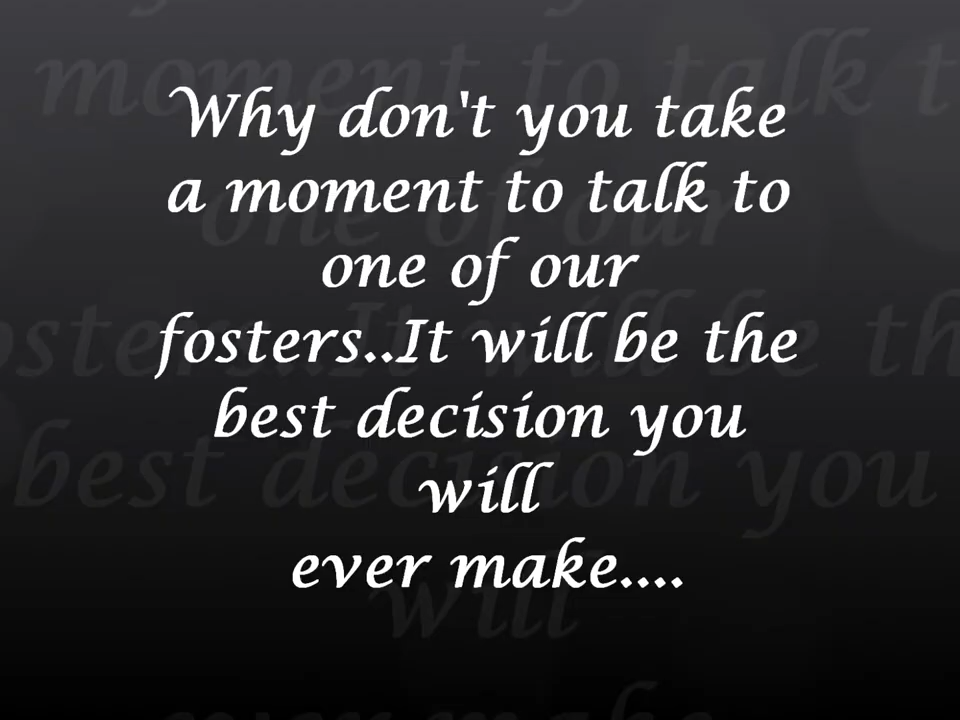 Why don't you take
a moment to talk to
one of our
fosters..It will be the
best decision you
will
ever make....